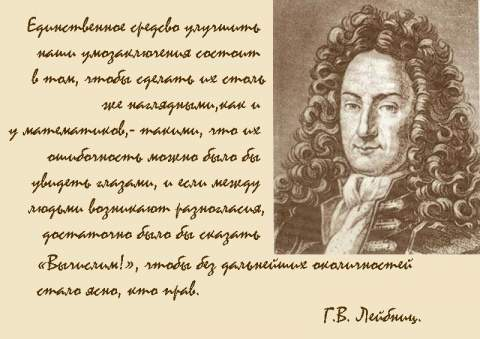 Единственное средсво улучшить
наши умозаключения состоит
в том, чтобы сделать их столь
же наглядными,как и
у математиков,- такими, что их
ошибочность можно было бы
увидеть глазами, и если между
людьми возникают разногласия,
достаточно было бы сказать
«Вычислим!», чтобы без дальнейших околичностей
стало ясно, кто прав.
Г.В. Лейбниц.